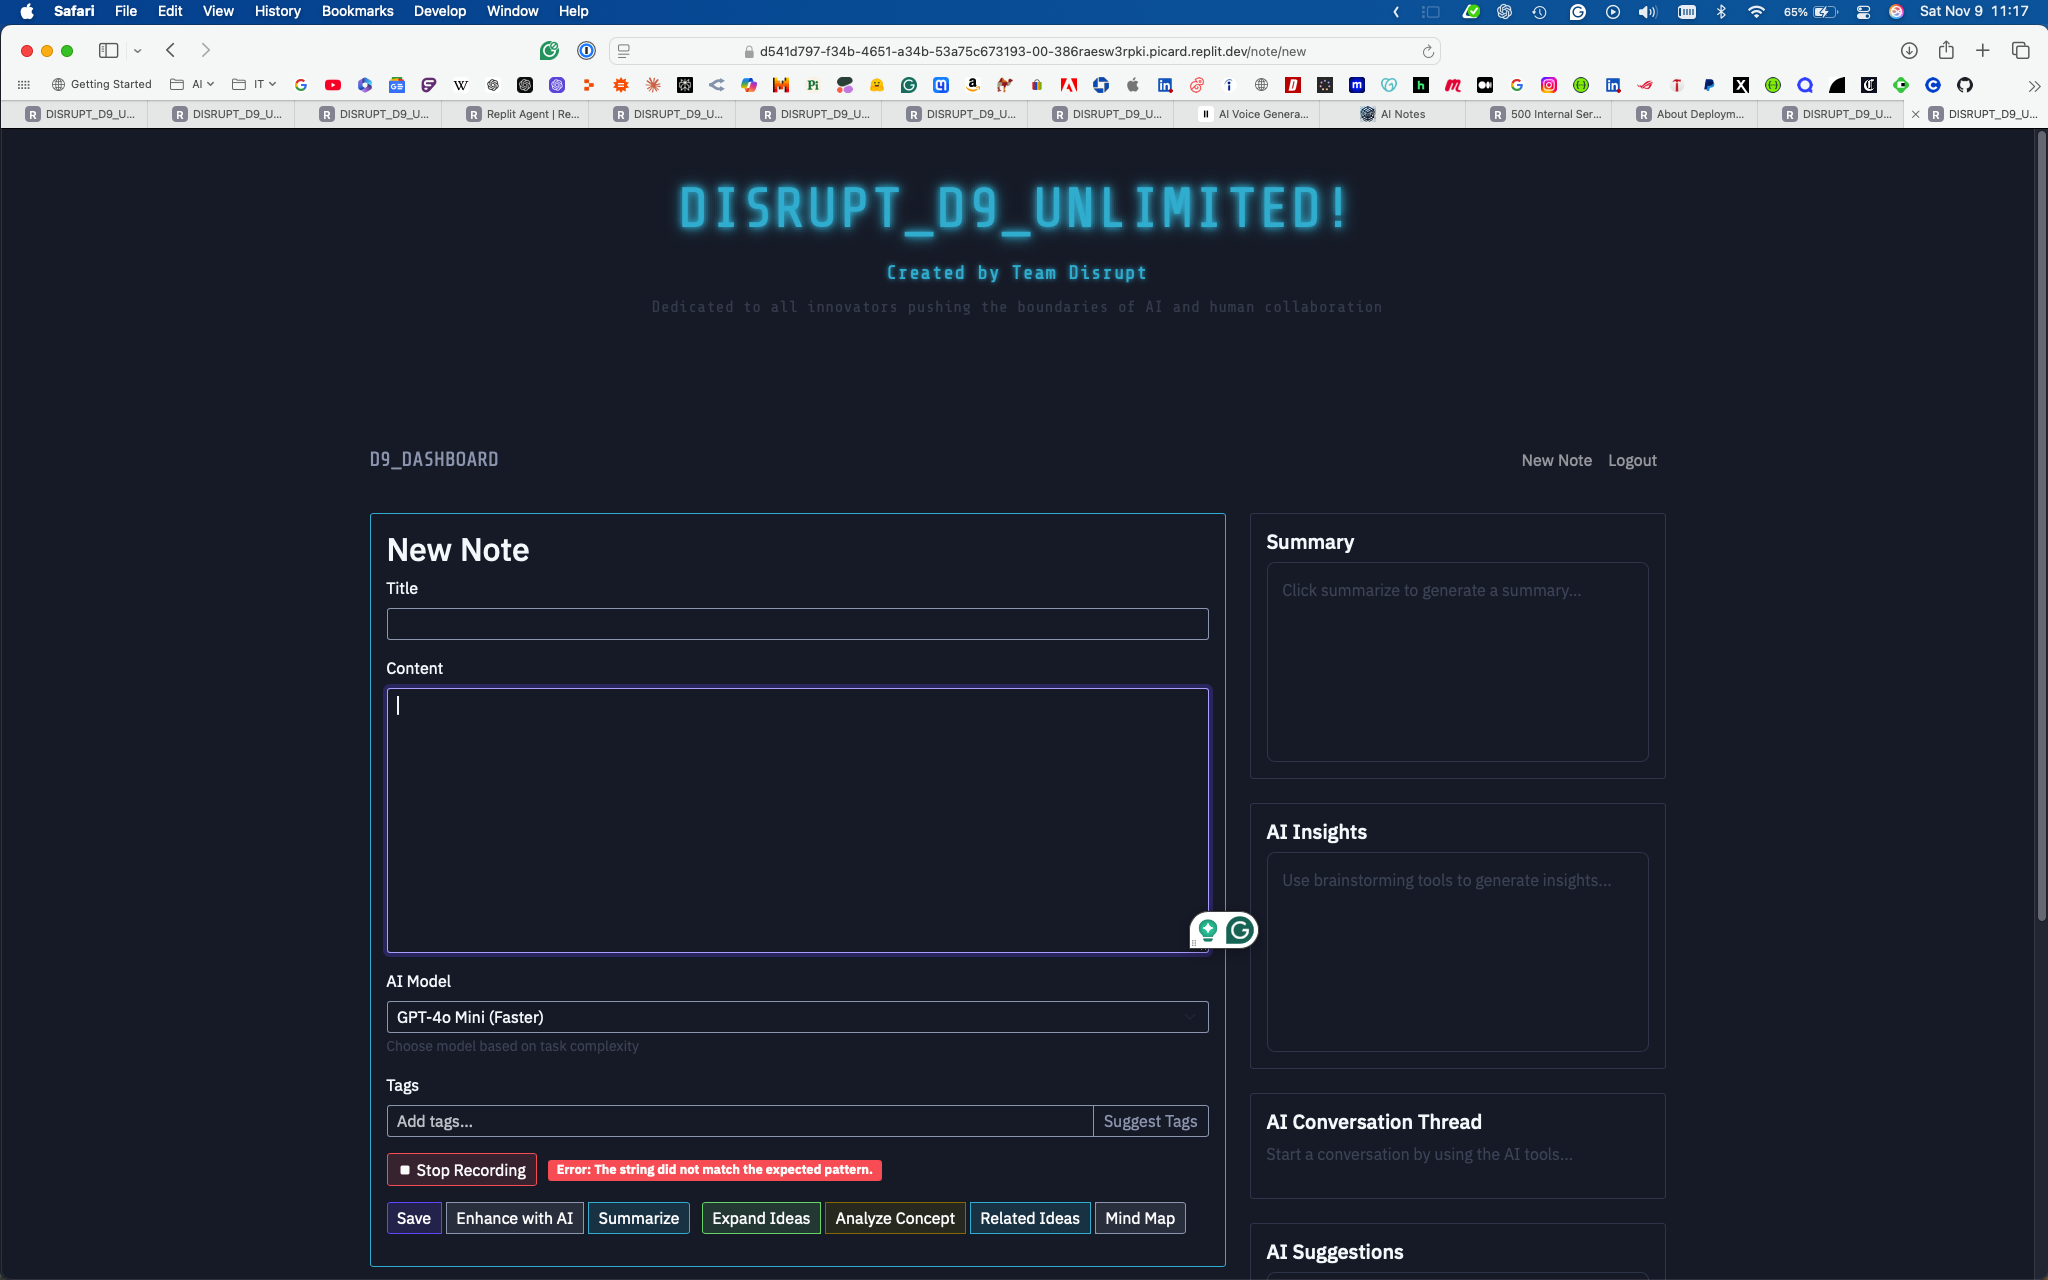 Safari File Edit View History Bookmarks Develop Window Help 65% Sat Nov 9 11:17
d541d797-f34b-4651-a34b-53a75c673193-00-386raesw3rpki.picard.replit.dev/note/new
Getting Started AI IT
DISRUPT_D9_U... DISRUPT_D9_U... DISRUPT_D9_U... Replit Agent | Re... DISRUPT_D9_U... DISRUPT_D9_U... DISRUPT_D9_U... DISRUPT_D9_U... AI Voice Genera... AI Notes 500 Internal Ser... About Deploym... DISRUPT_D9_U... DISRUPT_D9_U...
DISRUPT_D9_UNLIMITED!
Created by Team Disrupt
Dedicated to all innovators pushing the boundaries of AI and human collaboration
D9_DASHBOARD
New Note Logout
New Note
Title
Content
AI Model
GPT-4o Mini (Faster)
Choose model based on task complexity
Tags
Add tags... Suggest Tags
Stop Recording Error: The string did not match the expected pattern.
Save Enhance with AI Summarize Expand Ideas Analyze Concept Related Ideas Mind Map
Summary
Click summarize to generate a summary...
AI Insights
Use brainstorming tools to generate insights...
AI Conversation Thread
Start a conversation by using the AI tools...
AI Suggestions